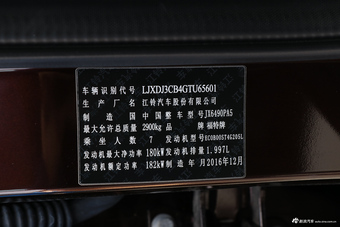 车辆识别代号 LJXDJ3CB4GTU65601
生产厂名 江铃汽车股份有限公司
制造国 中国 整车型号 JX6490PA5
最大允许总质量 2900kg 品牌 福特牌
乘坐人数 7 发动机型号
发动机最大净功率 180kW 发动机排量 1.997L
发动机额定功率 182kW 制造年月 2016年12月